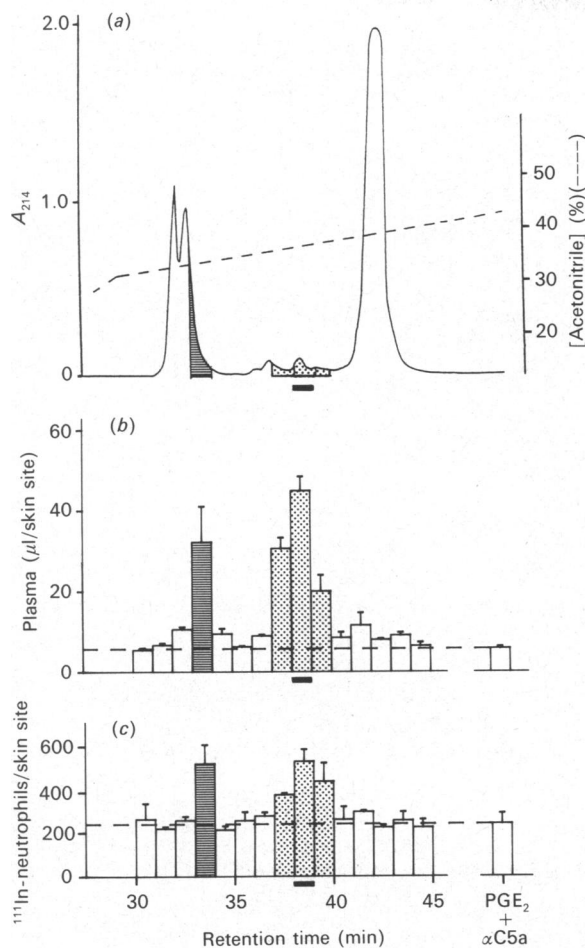 (a)
2.0
1.0
0
A214
50
40
30
20
[Acetonitrile] (%)(----)
(b)
60
40
20
0
Plasma (µl/skin site)
(c)
600
400
200
0
111In-neutrophils/skin site
30
35
40
45
PGE2
+
αC5a
Retention time (min)